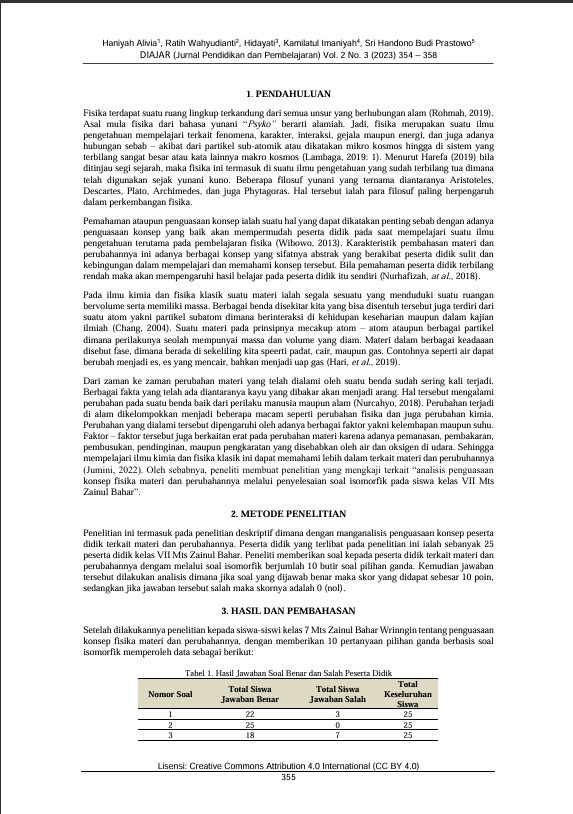 Haniyah Alivia¹, Ratih Wahyudianti², Hidayati³, Kamilatul Imaniyah⁴, Sri Handono Budi Prastowo⁵
DIAJAR (Jurnal Pendidikan dan Pembelajaran) Vol. 2 No. 3 (2023) 354 – 358
1. PENDAHULUAN
Fisika terdapat suatu ruang lingkup terkandung dari semua unsur yang berhubungan alam (Rohmah, 2019).
Asal mula fisika dari bahasa yunani “Psyko” berarti alamiah. Jadi, fisika merupakan suatu ilmu
pengetahuan mempelajari terkait fenomena, karakter, interaksi, gejala maupun energi, dan juga adanya
hubungan sebab – akibat dari partikel sub-atomik atau dikatakan mikro kosmos hingga di sistem yang
terbilang sangat besar atau kata lainnya makro kosmos (Lambaga, 2019: 1). Menurut Harefa (2019) bila
ditinjau segi sejarah, maka fisika ini termasuk di suatu ilmu pengetahuan yang sudah terbilang tua dimana
telah digunakan sejak yunani kuno. Beberapa filosuf yunani yang ternama diantaranya Aristoteles,
Descartes, Plato, Archimedes, dan juga Phytagoras. Hal tersebut ialah para filosuf paling berpengaruh
dalam perkembangan fisika.
Pemahaman ataupun penguasaan konsep ialah suatu hal yang dapat dikatakan penting sebab dengan adanya
penguasaan konsep yang baik akan mempermudah peserta didik pada saat mempelajari suatu ilmu
pengetahuan terutama pada pembelajaran fisika (Wibowo, 2013). Karakteristik pembahasan materi dan
perubahannya ini adanya berbagai konsep yang sifatnya abstrak yang berakibat peserta didik sulit dan
kebingungan dalam mempelajari dan memahami konsep tersebut. Bila pemahaman peserta didik terbilang
rendah maka akan mempengaruhi hasil belajar pada peserta didik itu sendiri (Nurhafizah, et al., 2018).
Pada ilmu kimia dan fisika klasik suatu materi ialah segala sesuatu yang menduduki suatu ruangan
bervolume serta memiliki massa. Berbagai benda disekitar kita yang bisa disentuh tersebut juga terdiri dari
suatu atom yakni partikel subatom dimana berinteraksi di kehidupan keseharian maupun dalam kajian
ilmiah (Chang, 2004). Suatu materi pada prinsipnya mecakup atom – atom ataupun berbagai partikel
dimana perilakunya seolah mempunyai massa dan volume yang diam. Materi dalam berbagai keadaaan
disebut fase, dimana berada di sekeliling kita speerti padat, cair, maupun gas. Contohnya seperti air dapat
berubah menjadi es, es yang mencair, bahkan menjadi uap gas (Hari, et al., 2019).
Dari zaman ke zaman perubahan materi yang telah dialami oleh suatu benda sudah sering kali terjadi.
Berbagai fakta yang telah ada diantaranya kayu yang dibakar akan menjadi arang. Hal tersebut mengalami
perubahan pada suatu benda baik dari perilaku manusia maupun alam (Nurcahyo, 2018). Perubahan terjadi
di alam dikelompokkan menjadi beberapa macam seperti perubahan fisika dan juga perubahan kimia.
Perubahan yang dialami tersebut dipengaruhi oleh adanya berbagai faktor yakni kelembapan maupun suhu.
Faktor – faktor tersebut juga berkaitan erat pada perubahan materi karena adanya pemanasan, pembakaran,
pembusukan, pendinginan, maupun pengkaratan yang disebabkan oleh air dan oksigen di udara. Sehingga
mempelajari ilmu kimia dan fisika klasik ini dapat memahami lebih dalam terkait materi dan perubuhannya
(Jumini, 2022). Oleh sebabnya, peneliti membuat penelitian yang mengkaji terkait “analisis penguasaan
konsep fisika materi dan perubahannya melalui penyelesaian soal isomorfik pada siswa kelas VII Mts
Zainul Bahar”.
2. METODE PENELITIAN
Penelitian ini termasuk pada penelitian deskriptif dimana dengan manganalisis penguasaan konsep peserta
didik terkait materi dan perubahannya. Peserta didik yang terlibat pada penelitian ini ialah sebanyak 25
peserta didik kelas VII Mts Zainul Bahar. Peneliti memberikan soal kepada peserta didik terkait materi dan
perubahannya dengam melalui soal isomorfik berjumlah 10 butir soal pilihan ganda. Kemudian jawaban
tersebut dilakukan analisis dimana jika soal yang dijawab benar maka skor yang didapat sebesar 10 poin,
sedangkan jika jawaban tersebut salah maka skornya adalah 0 (nol).
3. HASIL DAN PEMBAHASAN
Setelah dilakukannya penelitian kepada siswa-siswi kelas 7 Mts Zainul Bahar Wrinngin tentang penguasaan
konsep fisika materi dan perubahannya, dengan memberikan 10 pertanyaan pilihan ganda berbasis soal
isomorfik memperoleh data sebagai berikut:
Tabel 1. Hasil Jawaban Soal Benar dan Salah Peserta Didik
Nomor Soal Total Siswa Jawaban Benar Total Siswa Jawaban Salah Total Keseluruhan Siswa
1 22 3 25
2 25 0 25
3 18 7 25
Lisensi: Creative Commons Attribution 4.0 International (CC BY 4.0)
355